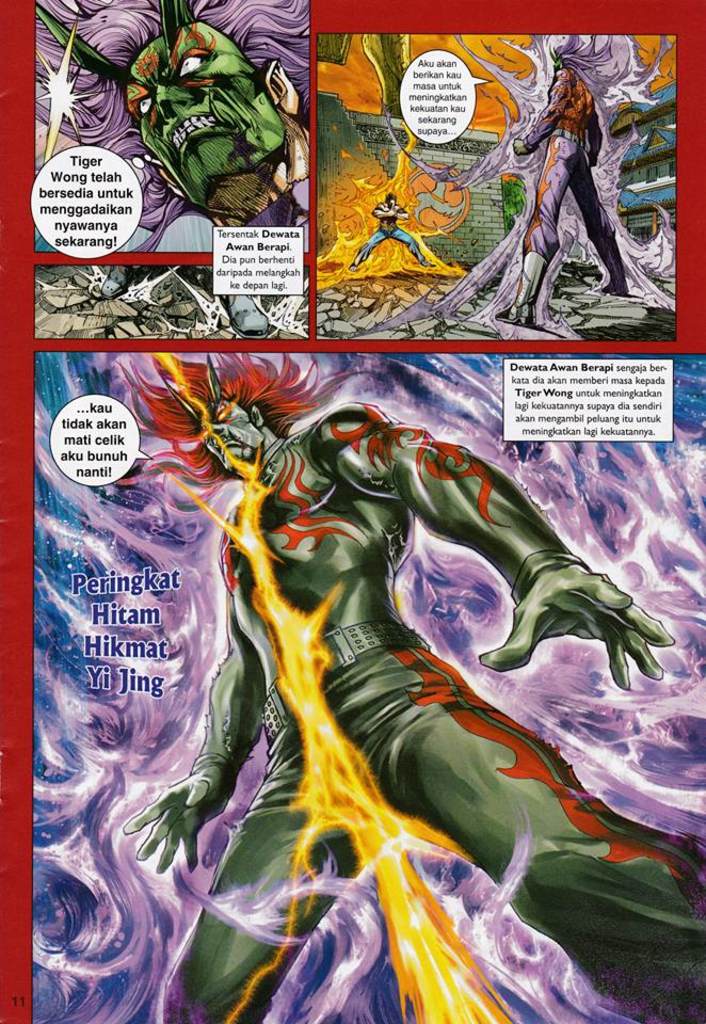 Tiger
Wong telah
bersedia untuk
menggadaikan
nyawanya
sekarang!
Tersentak Dewata
Awan Berapi.
Dia pun berhenti
daripada melangkah
ke depan lagi.
Aku akan
berikan kau
masa untuk
meningkatkan
kekuatan kau
sekarang
supaya...
...kau
tidak akan
mati celik
aku bunuh
nanti!
Dewata Awan Berapi sengaja ber-
kata dia akan memberi masa kepada
Tiger Wong untuk meningkatkan
lagi kekuatannya supaya dia sendiri
akan mengambil peluang itu untuk
meningkatkan lagi kekuatannya.
Peringkat
Hitam
Hikmat
Yi Jing
11